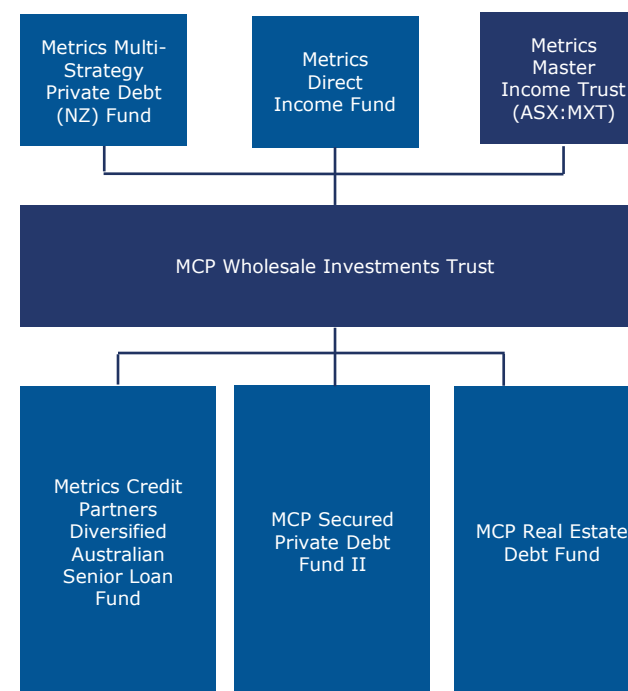 Metrics Multi-
Strategy
Private Debt
(NZ) Fund
Metrics
Direct
Income Fund
Metrics
Master
Income Trust
(ASX:MXT)
MCP Wholesale Investments Trust
Metrics Credit
Partners
Diversified
Australian
Senior Loan
Fund
MCP Secured
Private Debt
Fund II
MCP Real Estate
Debt Fund